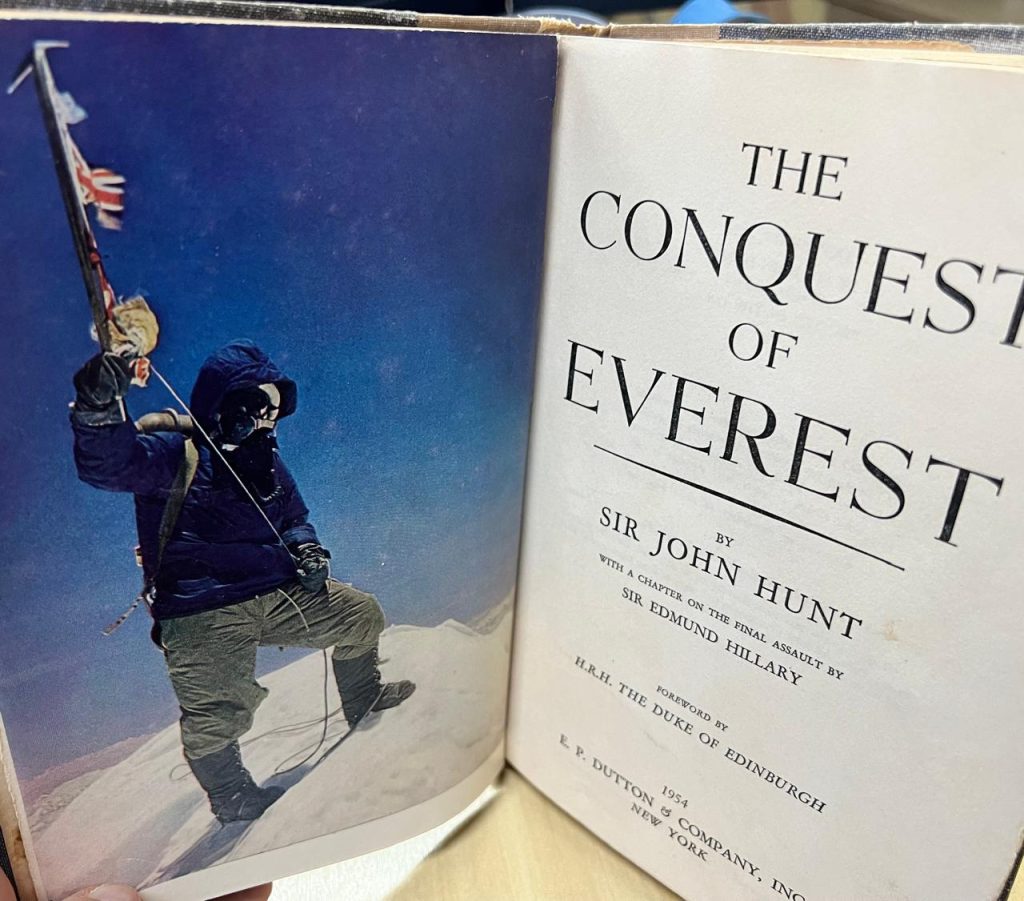 THE
CONQUEST
OF
EVEREST
BY
SIR JOHN HUNT
WITH A CHAPTER ON THE FINAL ASSAULT BY
SIR EDMUND HILLARY
FOREWORD BY
H.R.H. THE DUKE OF EDINBURGH
1954
E. P. DUTTON & COMPANY, INC.
NEW YORK